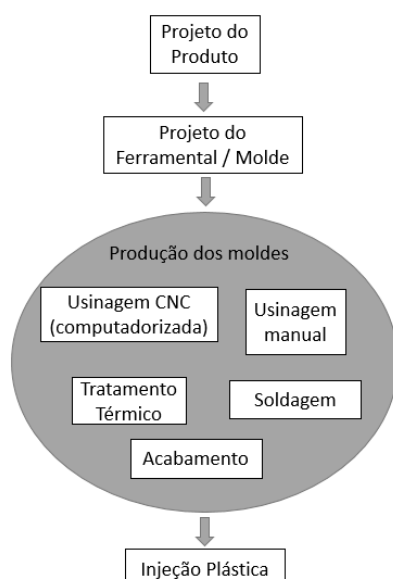 Projeto do
Produto
Projeto do
Ferramental / Molde
Produção dos moldes
Usinagem CNC
(computadorizada)
Usinagem
manual
Tratamento
Térmico
Soldagem
Acabamento
Injeção Plástica